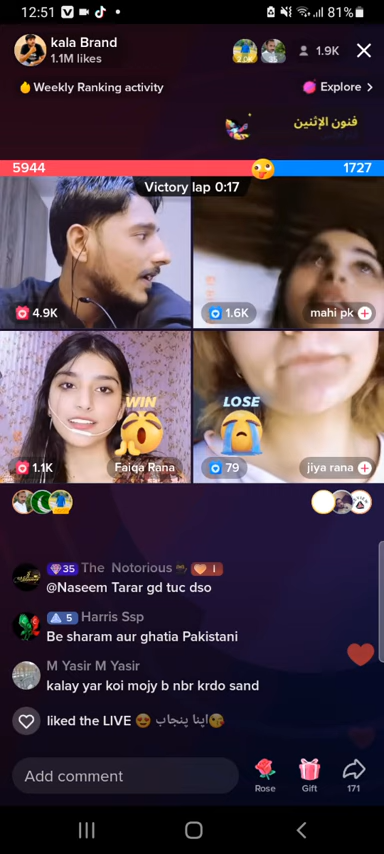 12:51
81%
kala Brand
1.1M likes
1.9K
Weekly Ranking activity
Explore >
فنون الإثنين
5944
1727
Victory lap 0:17
4.9K
1.6K
mahi pk
WIN
LOSE
1.1K
Faiqa Rana
79
jiya rana
35 The Notorious I
@Naseem Tarar gd tuc dso
5 Harris Ssp
Be sharam aur ghatia Pakistani
M Yasir M Yasir
kalay yar koi mojy b nbr krdo sand
liked the LIVE 😍اپنا پنجاب😘
Add comment
Rose
Gift
171